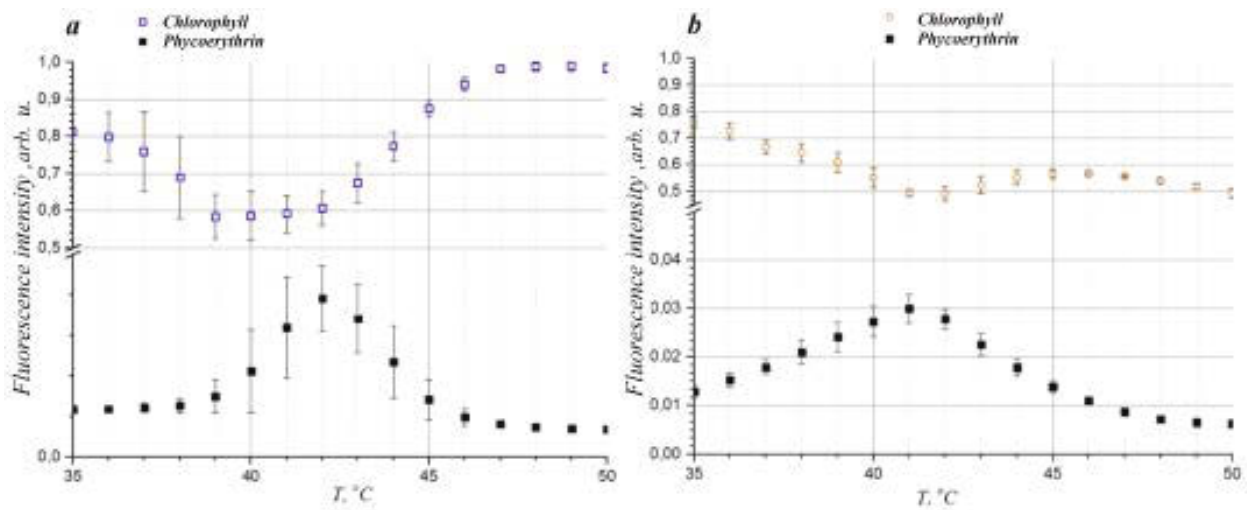 a
Chlorophyll
Phycoerythrin
Fluorescence intensity ,arb. u.
1,0
0,9
0,8
0,7
0,6
0,5
0,0
35 40 45 50
T, °C
b
Chlorophyll
Phycoerythrin
Fluorescence intensity ,arb. u.
1,0
0,9
0,8
0,7
0,6
0,5
0,04
0,03
0,02
0,01
0,00
35 40 45 50
T, °C